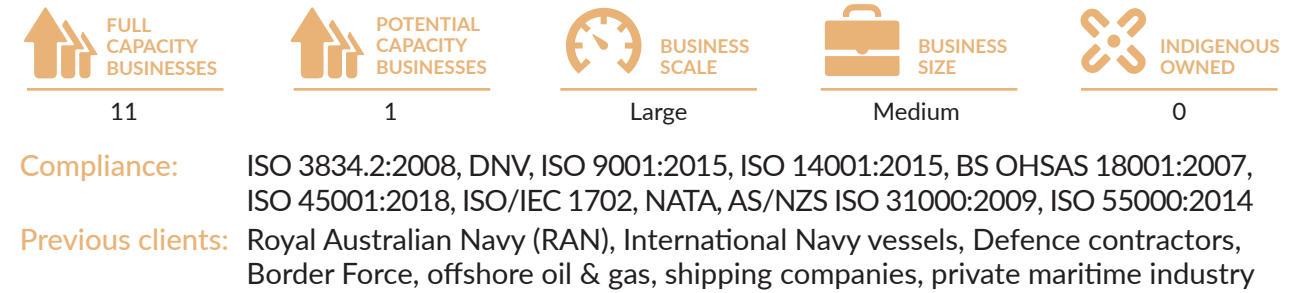 FULL
CAPACITY
BUSINESSES
11
POTENTIAL
CAPACITY
BUSINESSES
1
BUSINESS
SCALE
Large
BUSINESS
SIZE
Medium
INDIGENOUS
OWNED
0
Compliance: ISO 3834.2:2008, DNV, ISO 9001:2015, ISO 14001:2015, BS OHSAS 18001:2007,
ISO 45001:2018, ISO/IEC 1702, NATA, AS/NZS ISO 31000:2009, ISO 55000:2014
Previous clients: Royal Australian Navy (RAN), International Navy vessels, Defence contractors,
Border Force, offshore oil & gas, shipping companies, private maritime industry